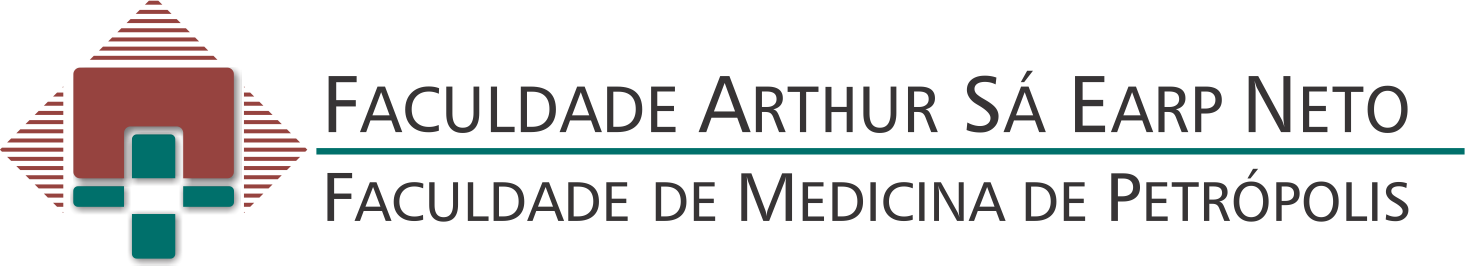 Faculdade Arthur Sá Earp Neto
Faculdade de Medicina de Petrópolis